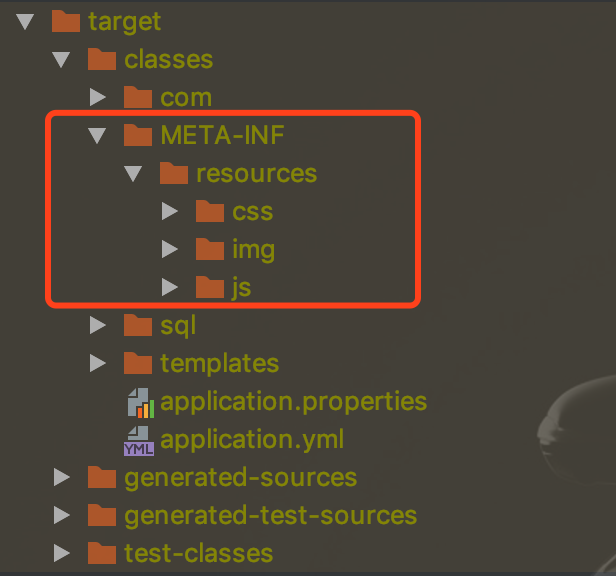 target
classes
com
META-INF
resources
css
img
js
sql
templates
application.properties
YML application.yml
generated-sources
generated-test-sources
test-classes